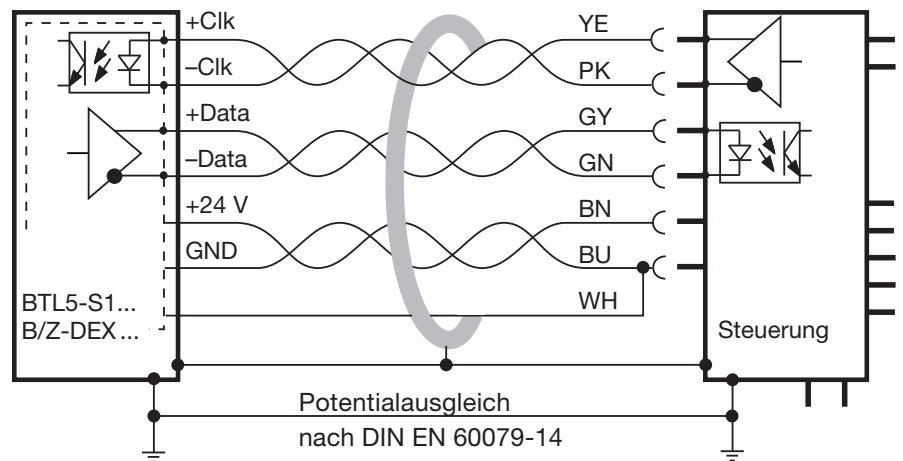 +Clk
YE
–Clk
PK
+Data
GY
–Data
GN
+24 V
BN
GND
BU
WH
BTL5-S1...
B/Z-DEX...
Steuerung
Potentialausgleich
nach DIN EN 60079-14